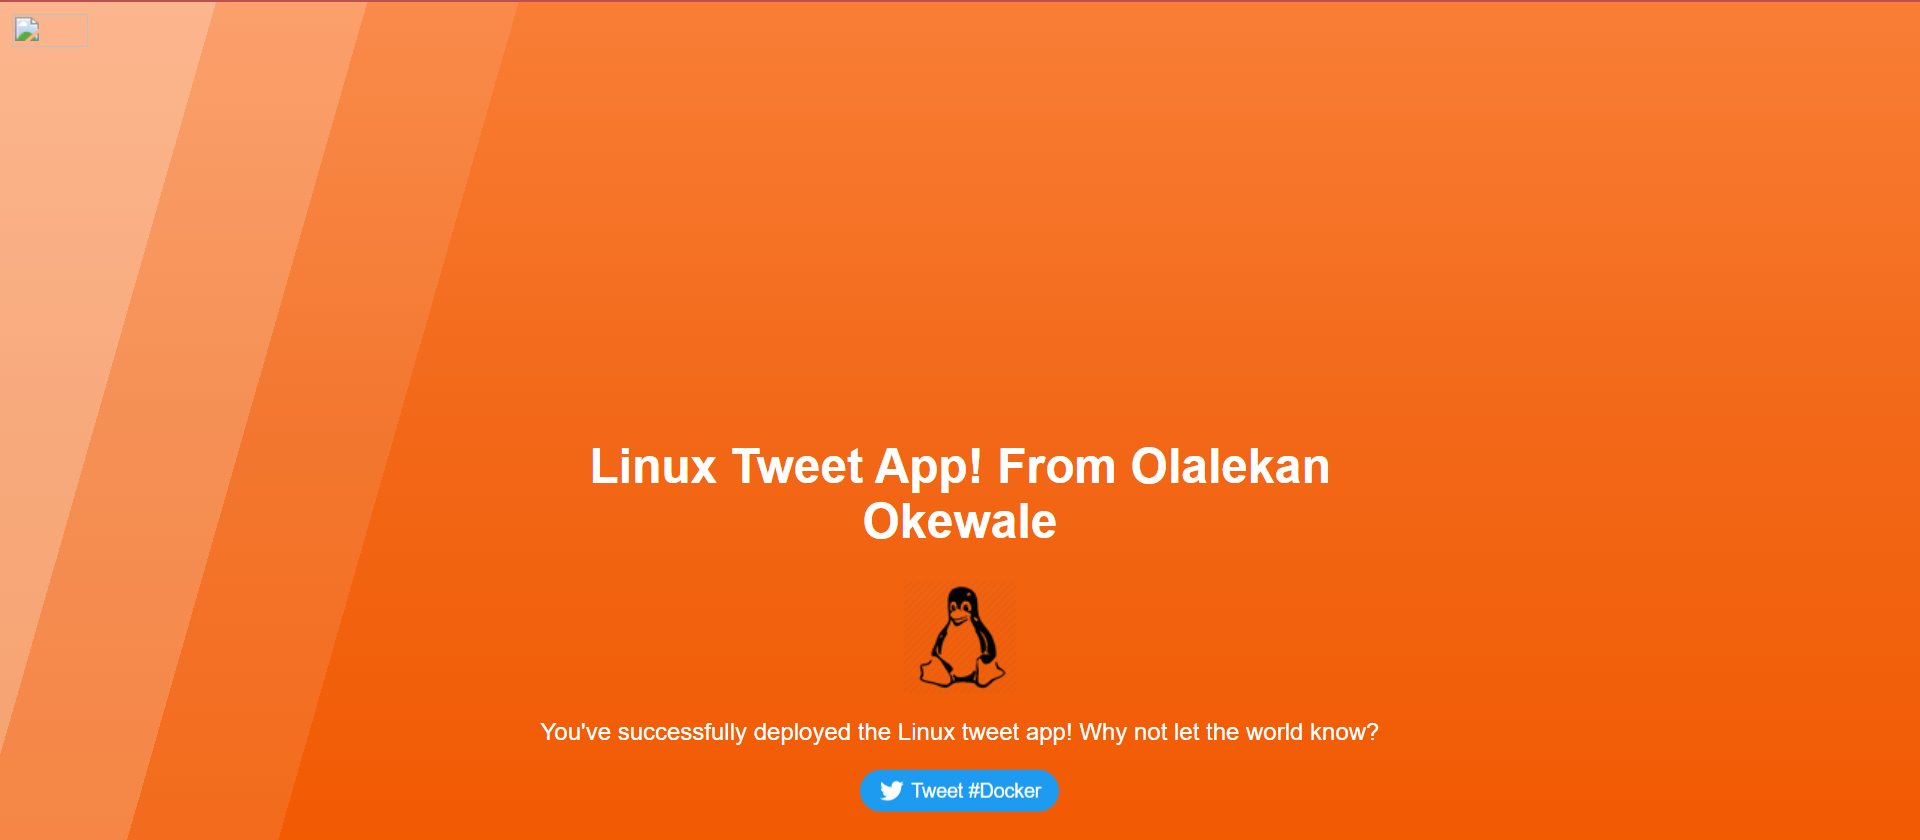 Linux Tweet App! From Olalekan
Okewale
You've successfully deployed the Linux tweet app! Why not let the world know?
Tweet #Docker